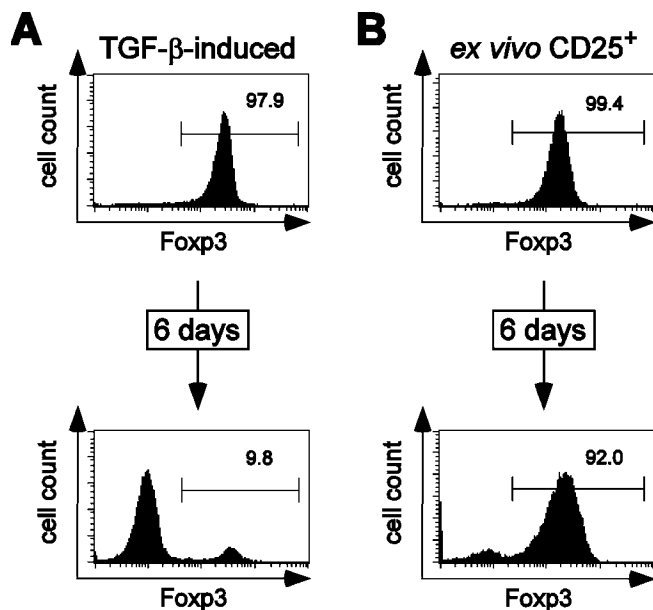 A
TGF-β-induced
97.9
cell count
Foxp3
6 days
9.8
cell count
Foxp3
B
ex vivo CD25+
99.4
cell count
Foxp3
6 days
92.0
cell count
Foxp3